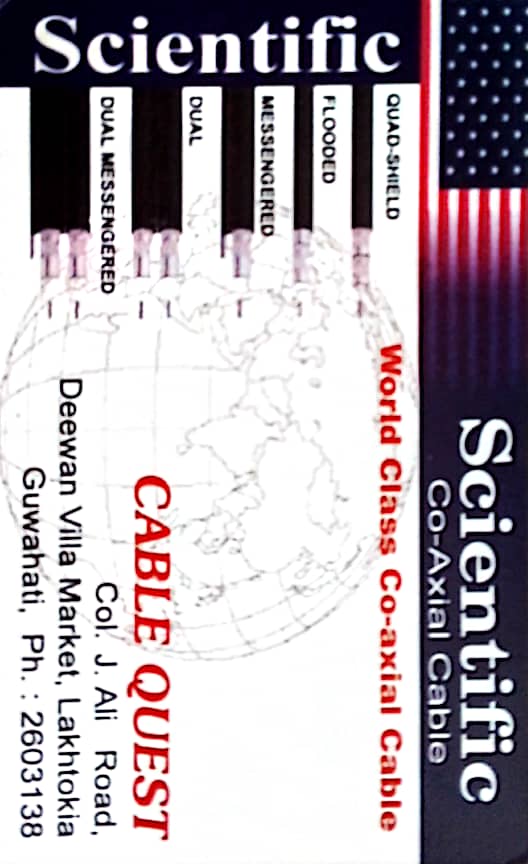 Scientific
Co-Axial Cable
World Class Co-axial Cable
Scientific
QUAD-SHIELD
FLOODED
MESSENGERED
DUAL
DUAL MESSENGERED
CABLE QUEST
Col. J. Ali Road,
Deewan Villa Market, Lakhtokia
Guwahati, Ph. : 2603138